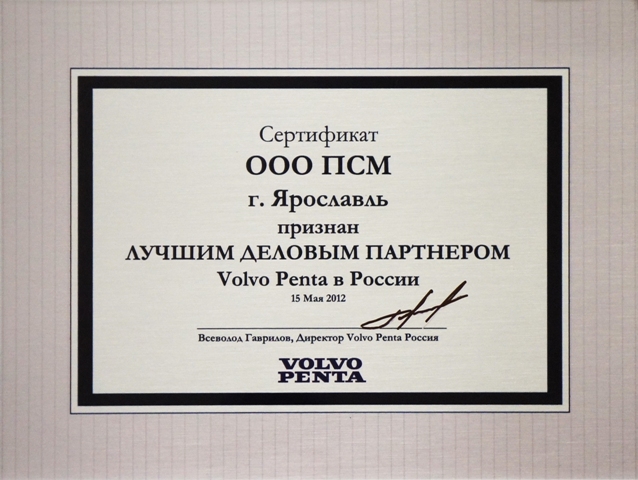 Сертификат
ООО ПСМ
г. Ярославль
признан
ЛУЧШИМ ДЕЛОВЫМ ПАРТНЕРОМ
Volvo Penta в России
15 Мая 2012
Всеволод Гаврилов, Директор Volvo Penta Россия
VOLVO
PENTA